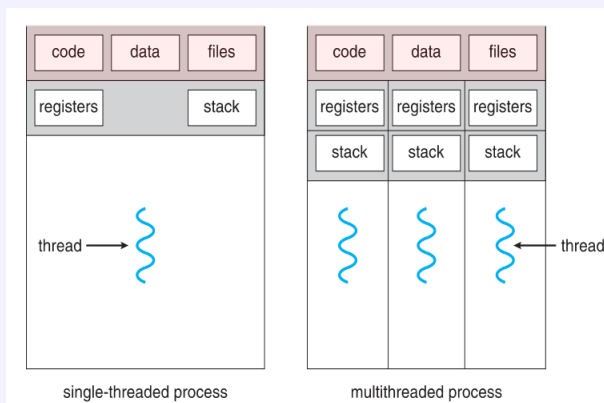 code data files
registers stack
thread
single-threaded process
code data files
registers registers registers
stack stack stack
thread
multithreaded process